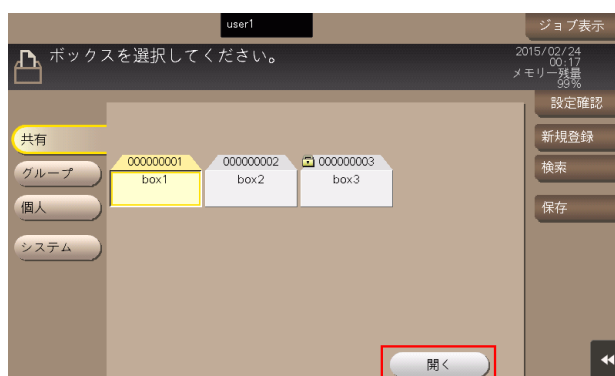 user1
ジョブ表示
ボックスを選択してください。
2015/02/24
00:17
メモリー残量
99%
設定確認
共有
新規登録
000000001
000000002
000000003
検索
グループ
box1
box2
box3
個人
保存
システム
開く